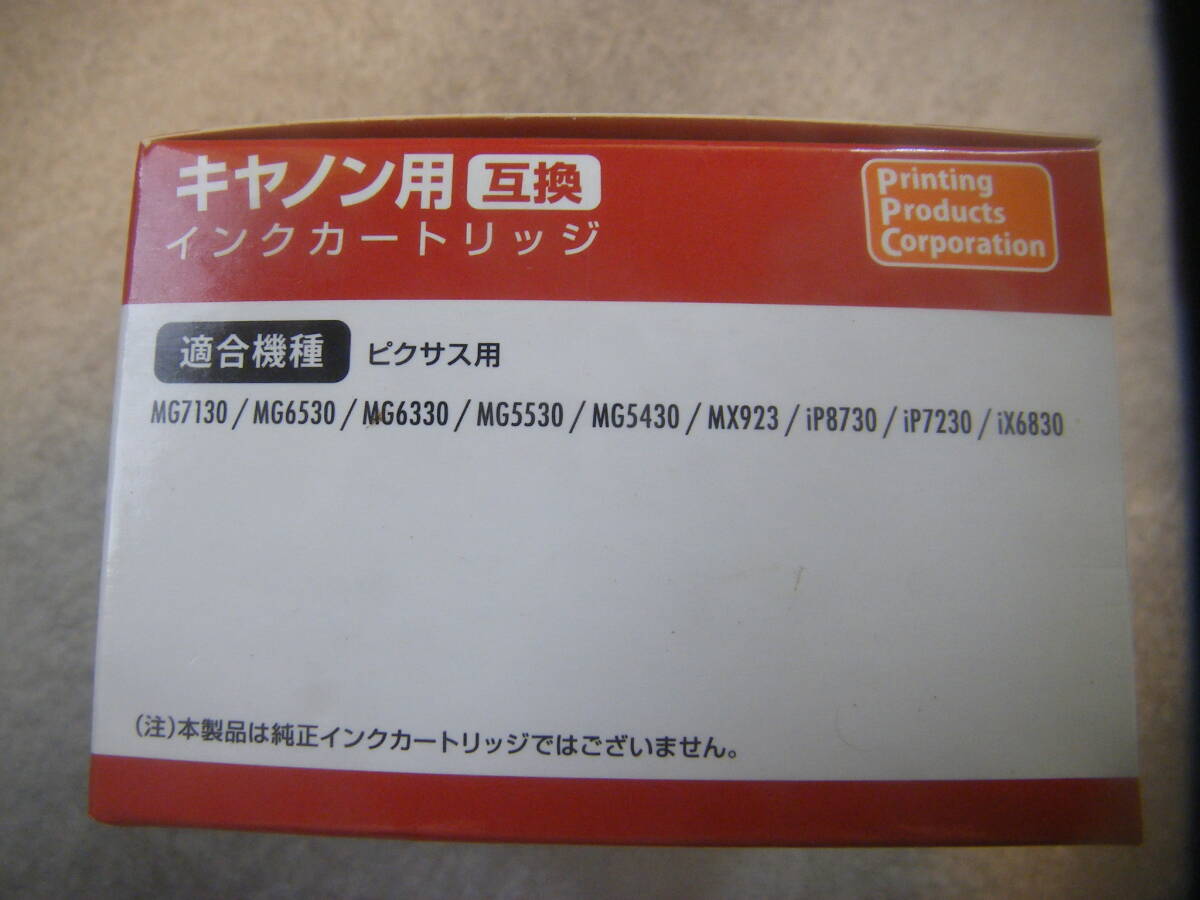 キヤノン用 互換
インクカートリッジ
Printing
Products
Corporation
適合機種 ピクサス用
MG7130 / MG6530 / MG6330 / MG5530 / MG5430 / MX923 / iP8730 / iP7230 / iX6830
(注)本製品は純正インクカートリッジではございません。